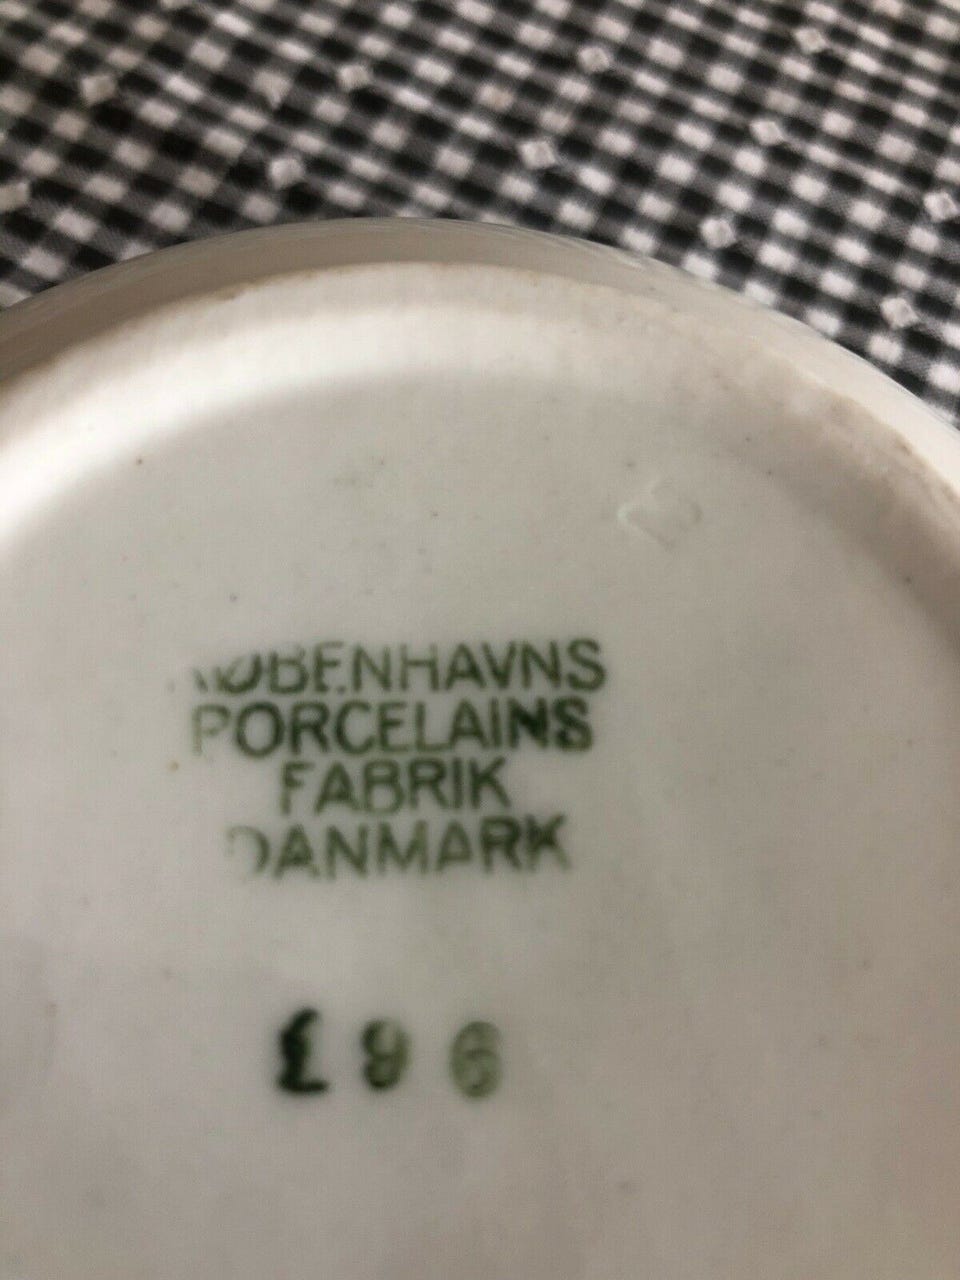 KØBENHAVNS
PORCELAINS
FABRIK
DANMARK
£96